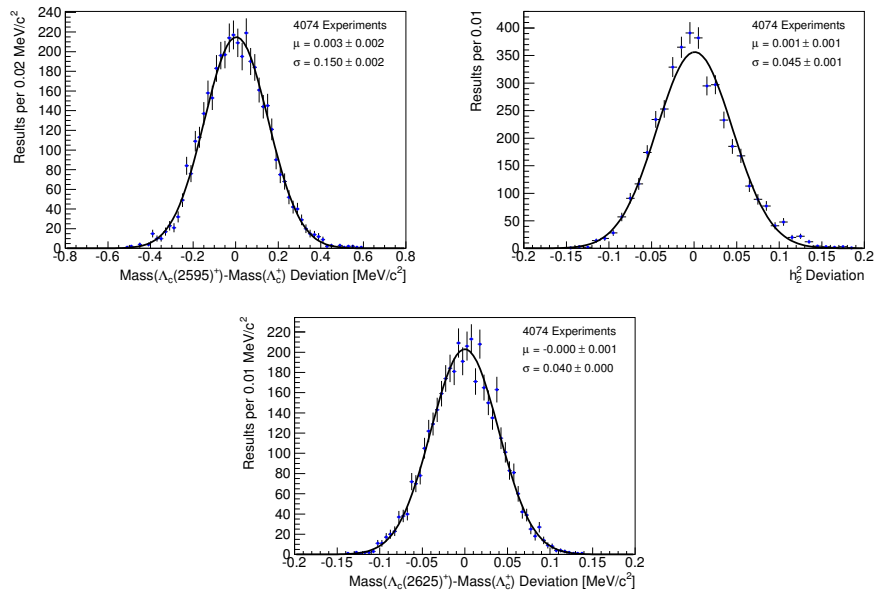 4074 Experiments
μ = 0.003 ± 0.002
σ = 0.150 ± 0.002
Results per 0.02 MeV/c²
240
220
200
180
160
140
120
100
80
60
40
20
0
-0.8 -0.6 -0.4 -0.2 0 0.2 0.4 0.6 0.8
Mass(Λc(2595)⁺)-Mass(Λc⁺) Deviation [MeV/c²]
4074 Experiments
μ = 0.001 ± 0.001
σ = 0.045 ± 0.001
Results per 0.01
400
350
300
250
200
150
100
50
0
-0.2 -0.15 -0.1 -0.05 0 0.05 0.1 0.15 0.2
h₂² Deviation
4074 Experiments
μ = -0.000 ± 0.001
σ = 0.040 ± 0.000
Results per 0.01 MeV/c²
220
200
180
160
140
120
100
80
60
40
20
0
-0.2 -0.15 -0.1 -0.05 0 0.05 0.1 0.15 0.2
Mass(Λc(2625)⁺)-Mass(Λc⁺) Deviation [MeV/c²]